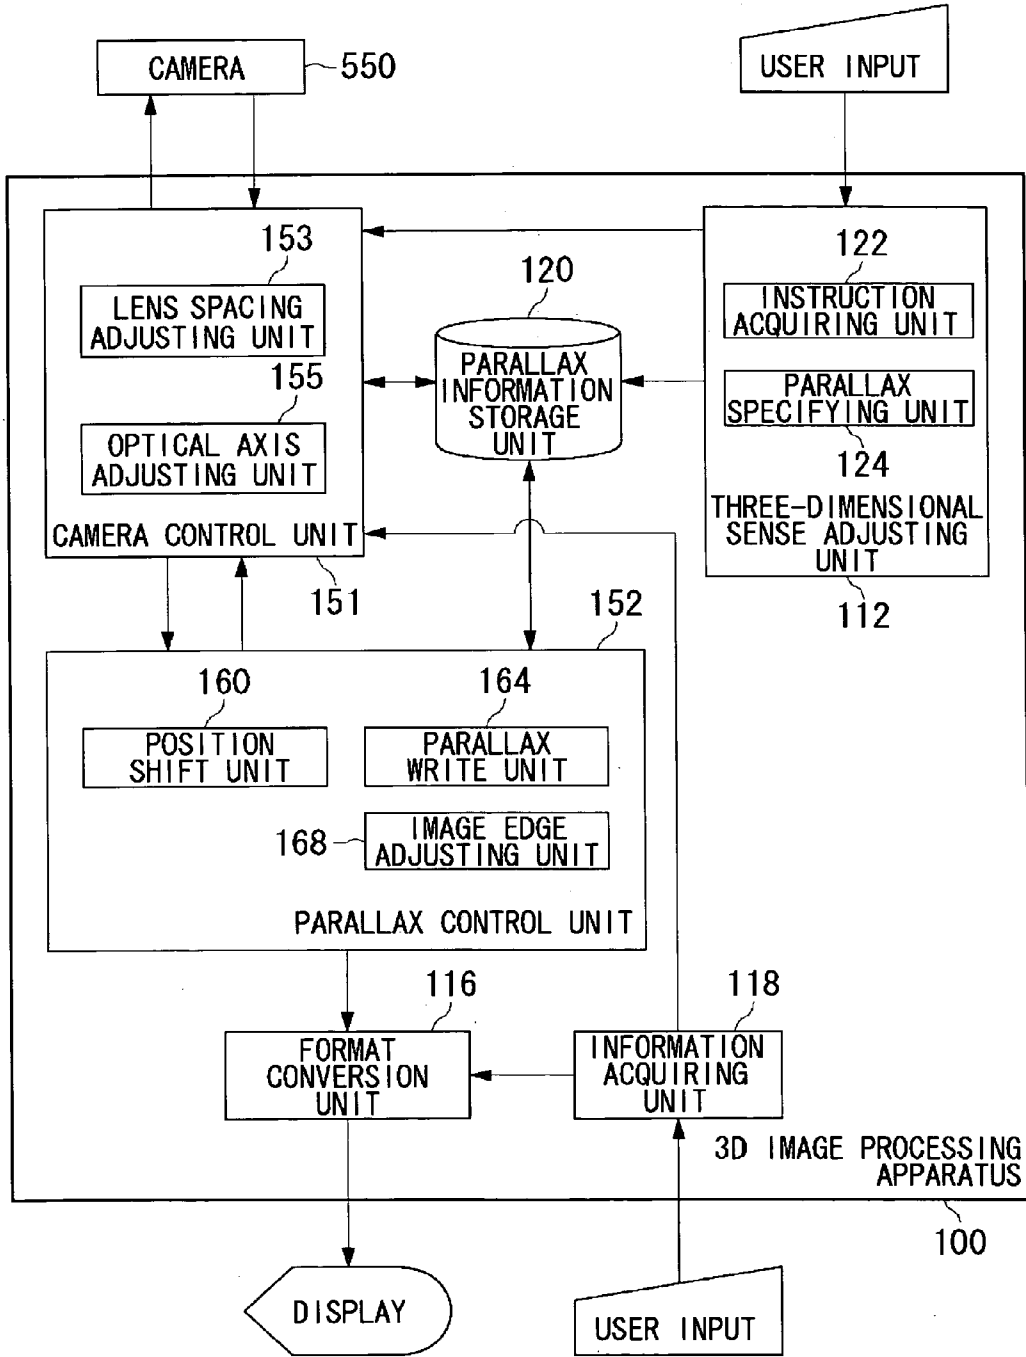 CAMERA
550
USER INPUT
153
LENS SPACING
ADJUSTING UNIT
155
OPTICAL AXIS
ADJUSTING UNIT
CAMERA CONTROL UNIT
151
120
PARALLAX
INFORMATION
STORAGE
UNIT
122
INSTRUCTION
ACQUIRING UNIT
PARALLAX
SPECIFYING UNIT
124
THREE-DIMENSIONAL
SENSE ADJUSTING
UNIT
112
152
160
POSITION
SHIFT UNIT
164
PARALLAX
WRITE UNIT
168
IMAGE EDGE
ADJUSTING UNIT
PARALLAX CONTROL UNIT
116
FORMAT
CONVERSION
UNIT
118
INFORMATION
ACQUIRING
UNIT
3D IMAGE PROCESSING
APPARATUS
100
DISPLAY
USER INPUT